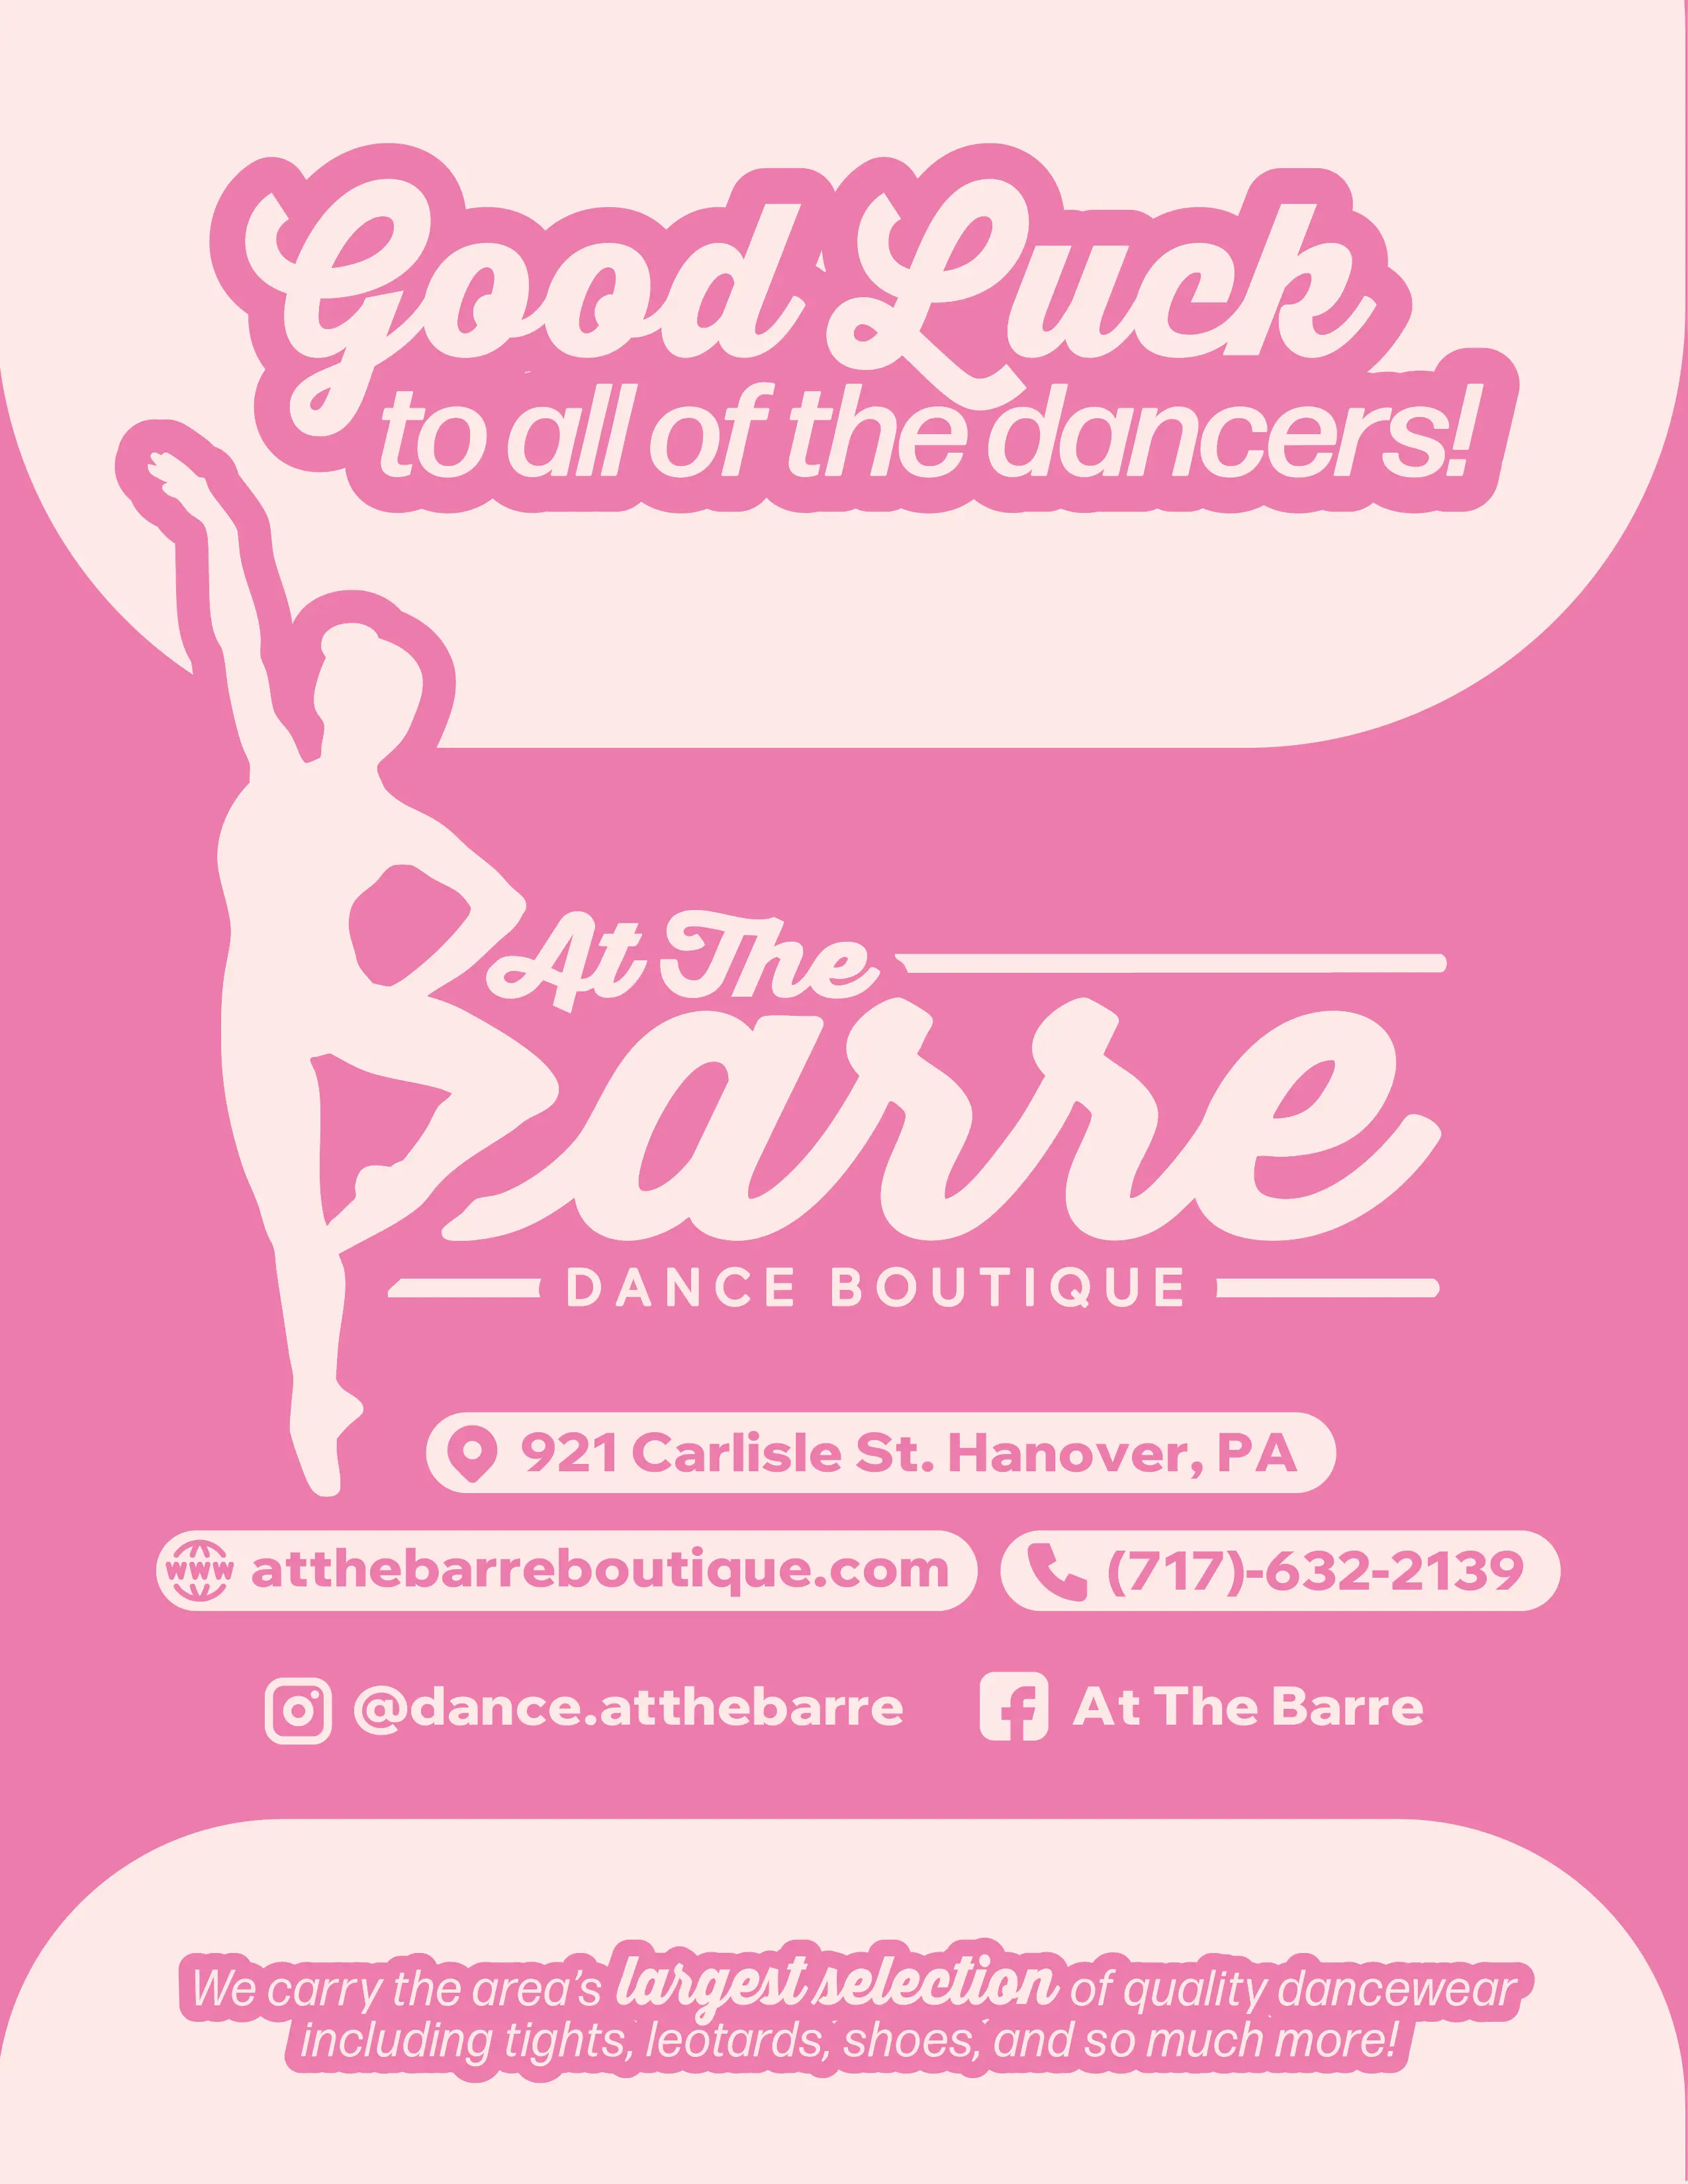 Good Luck
to all of the dancers!
At The
Barre
DANCE BOUTIQUE
921 Carlisle St. Hanover, PA
www atthebarreboutique.com
(717)-632-2139
@dance.atthebarre
At The Barre
We carry the area's largest selection of quality dancewear
including tights, leotards, shoes, and so much more!